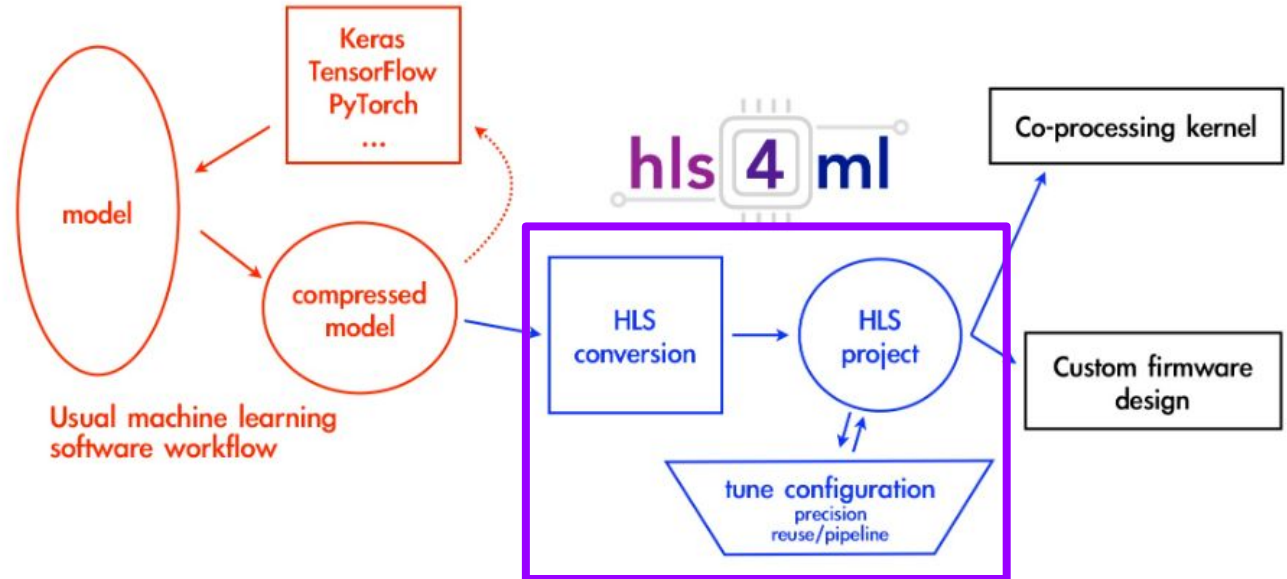 Keras
TensorFlow
PyTorch
...
model
compressed
model
Usual machine learning
software workflow
hls 4 ml
HLS
conversion
HLS
project
tune configuration
precision
reuse/pipeline
Co-processing kernel
Custom firmware
design